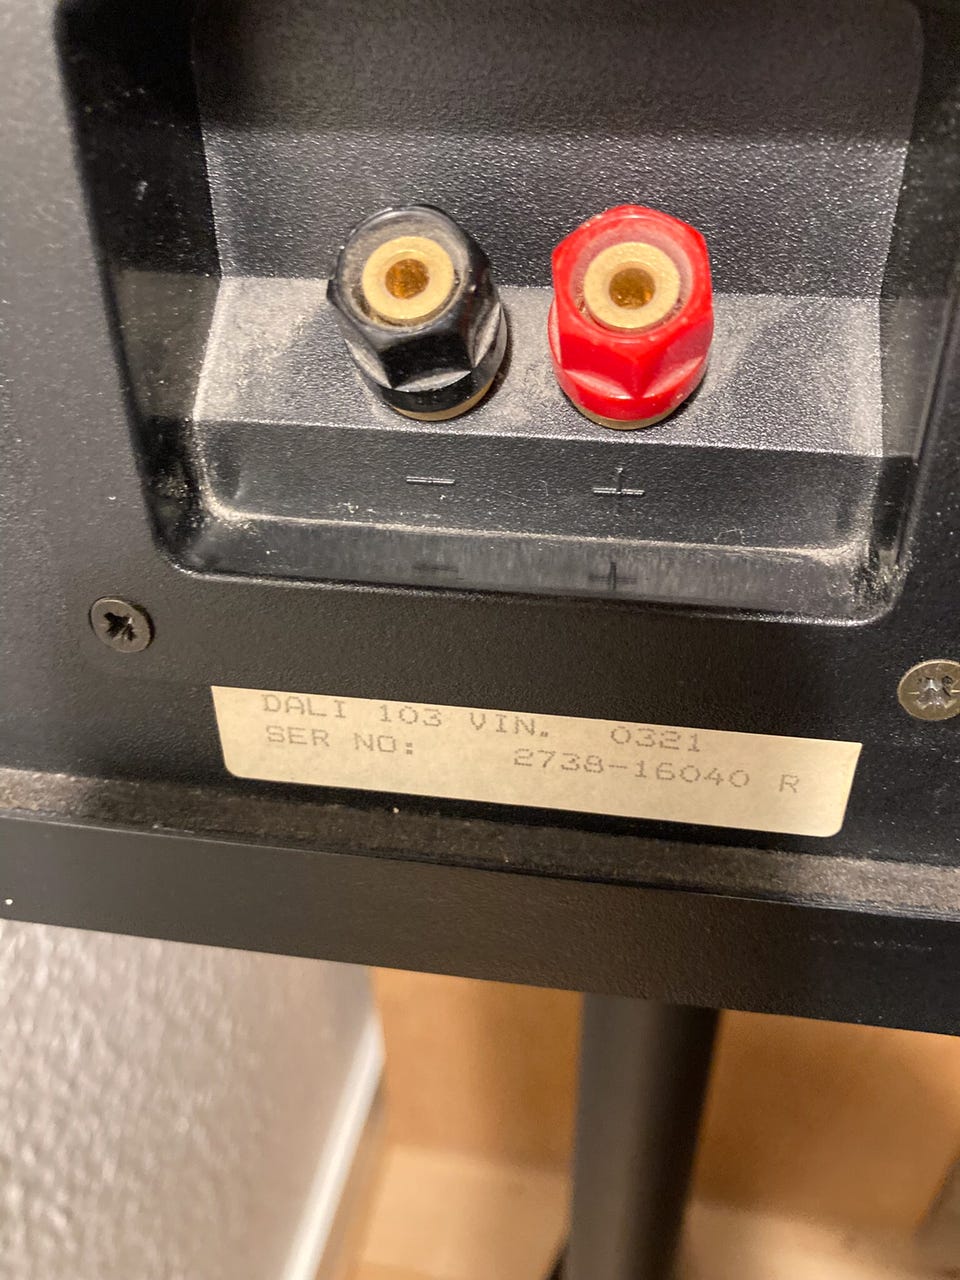 − +
DALI 103 VIN. 0321
SER NO: 2738-16040 R